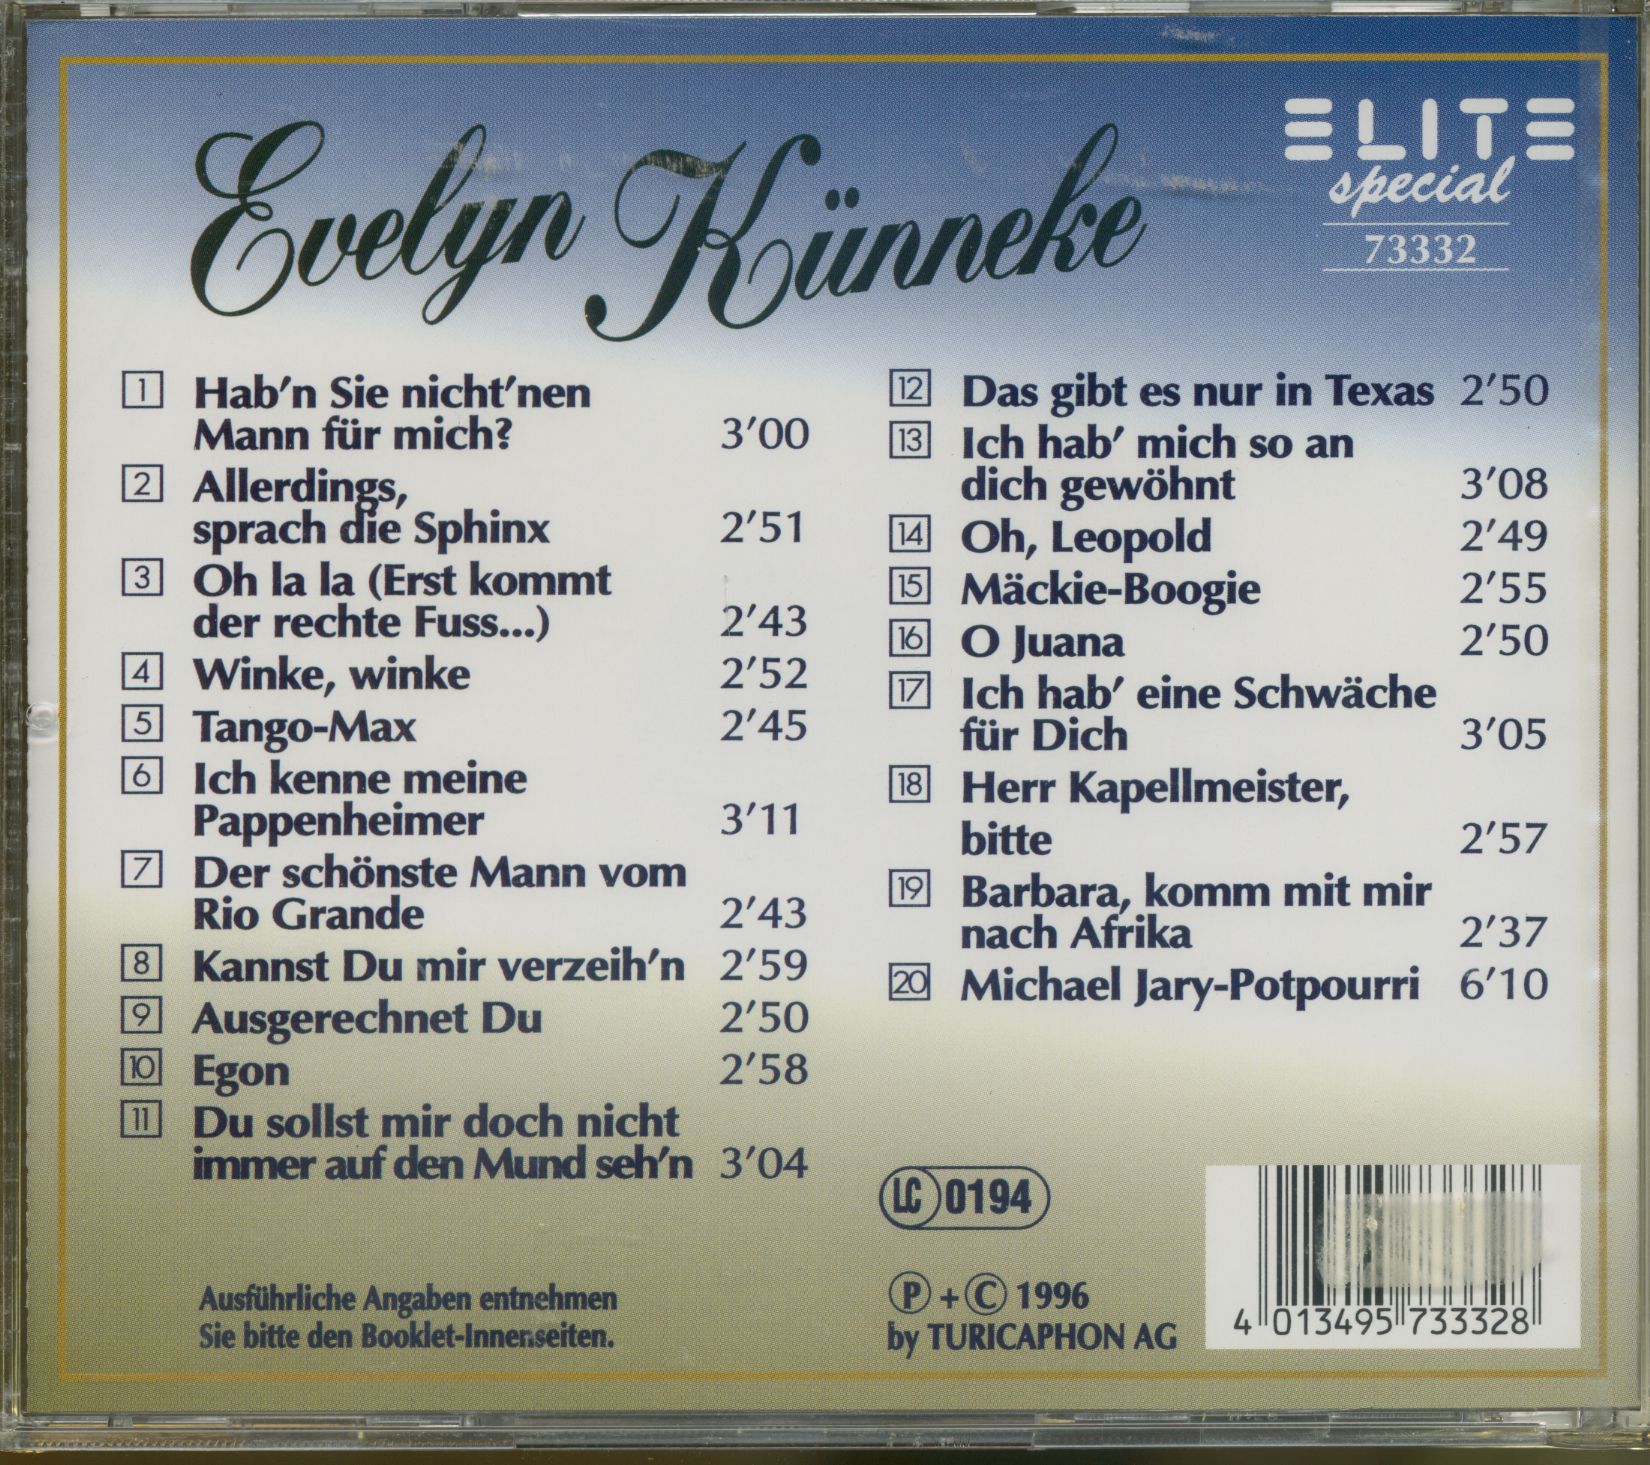 Evelyn Künneke
ELITE
special
73332
1 Hab'n Sie nicht'nen
Mann für mich? 3'00
2 Allerdings,
sprach die Sphinx 2'51
3 Oh la la (Erst kommt
der rechte Fuss...) 2'43
4 Winke, winke 2'52
5 Tango-Max 2'45
6 Ich kenne meine
Pappenheimer 3'11
7 Der schönste Mann vom
Rio Grande 2'43
8 Kannst Du mir verzeih'n 2'59
9 Ausgerechnet Du 2'50
10 Egon 2'58
11 Du sollst mir doch nicht
immer auf den Mund seh'n 3'04
12 Das gibt es nur in Texas 2'50
13 Ich hab' mich so an
dich gewöhnt 3'08
14 Oh, Leopold 2'49
15 Mäckie-Boogie 2'55
16 O Juana 2'50
17 Ich hab' eine Schwäche
für Dich 3'05
18 Herr Kapellmeister,
bitte 2'57
19 Barbara, komm mit mir
nach Afrika 2'37
20 Michael Jary-Potpourri 6'10
Ausführliche Angaben entnehmen
Sie bitte den Booklet-Innenseiten.
LC 0194
Ⓟ + Ⓒ 1996
by TURICAPHON AG
4 013495 733328